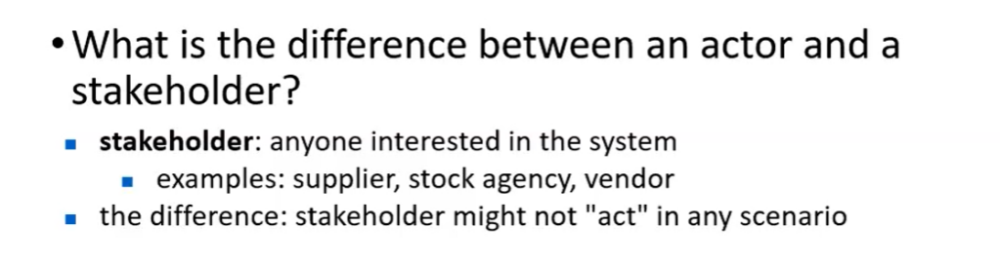 • What is the difference between an actor and a
stakeholder?
▪ stakeholder: anyone interested in the system
▪ examples: supplier, stock agency, vendor
▪ the difference: stakeholder might not "act" in any scenario